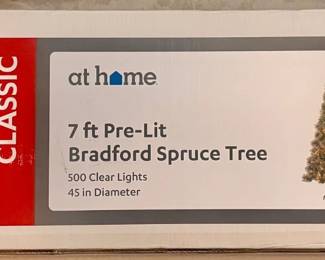 CLASSIC
at home
7 ft Pre-Lit
Bradford Spruce Tree
500 Clear Lights
45 in Diameter